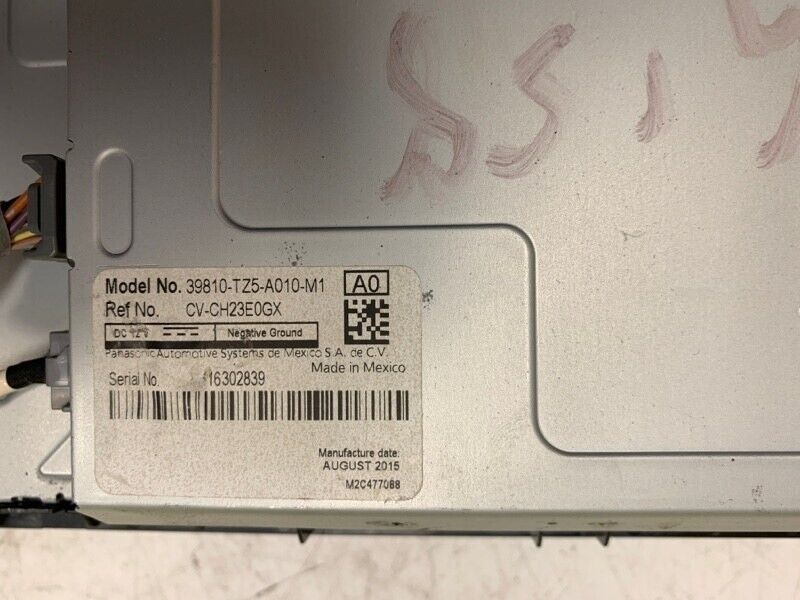 Model No. 39810-TZ5-A010-M1 A0
Ref No. CV-CH23E0GX
DC 12 V Negative Ground
Panasonic Automotive Systems de Mexico S.A. de C.V.
Made in Mexico
Serial No. 16302839
Manufacture date:
AUGUST 2015
M2C477088